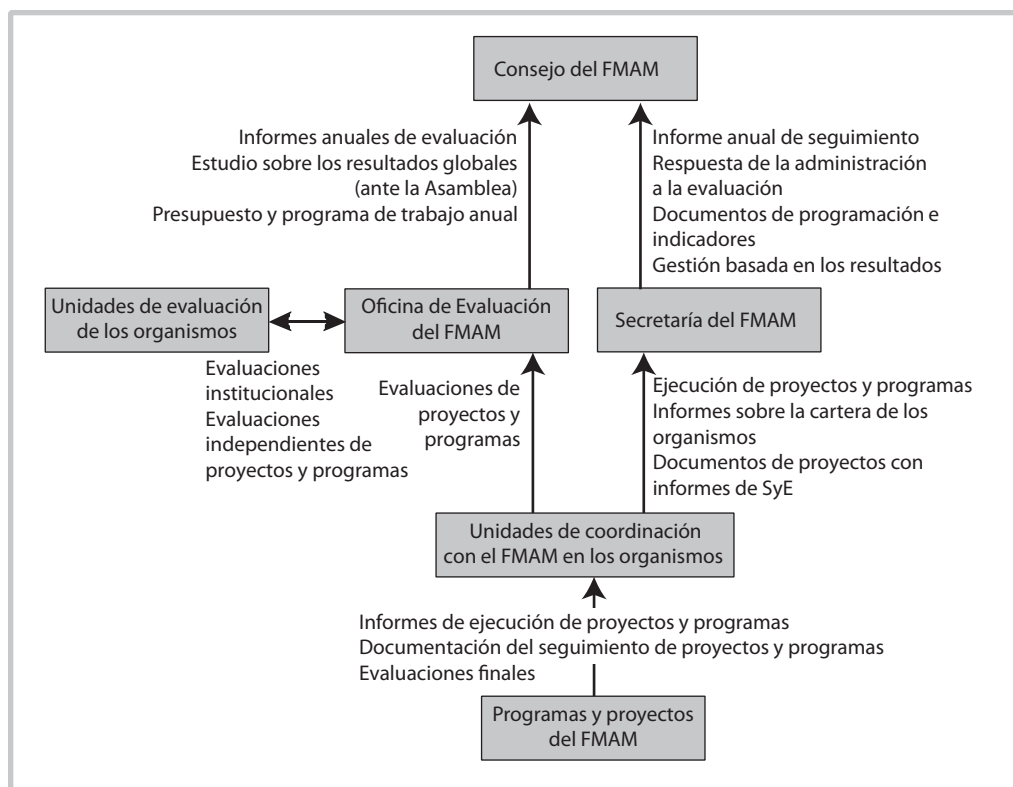 Consejo del FMAM
Informes anuales de evaluación
Estudio sobre los resultados globales
(ante la Asamblea)
Presupuesto y programa de trabajo anual
Informe anual de seguimiento
Respuesta de la administración
a la evaluación
Documentos de programación e
indicadores
Gestión basada en los resultados
Unidades de evaluación
de los organismos
Oficina de Evaluación
del FMAM
Secretaría del FMAM
Evaluaciones
institucionales
Evaluaciones
independientes de
proyectos y programas
Evaluaciones de
proyectos y
programas
Ejecución de proyectos y programas
Informes sobre la cartera de los
organismos
Documentos de proyectos con
informes de SyE
Unidades de coordinación
con el FMAM en los organismos
Informes de ejecución de proyectos y programas
Documentación del seguimiento de proyectos y programas
Evaluaciones finales
Programas y proyectos
del FMAM